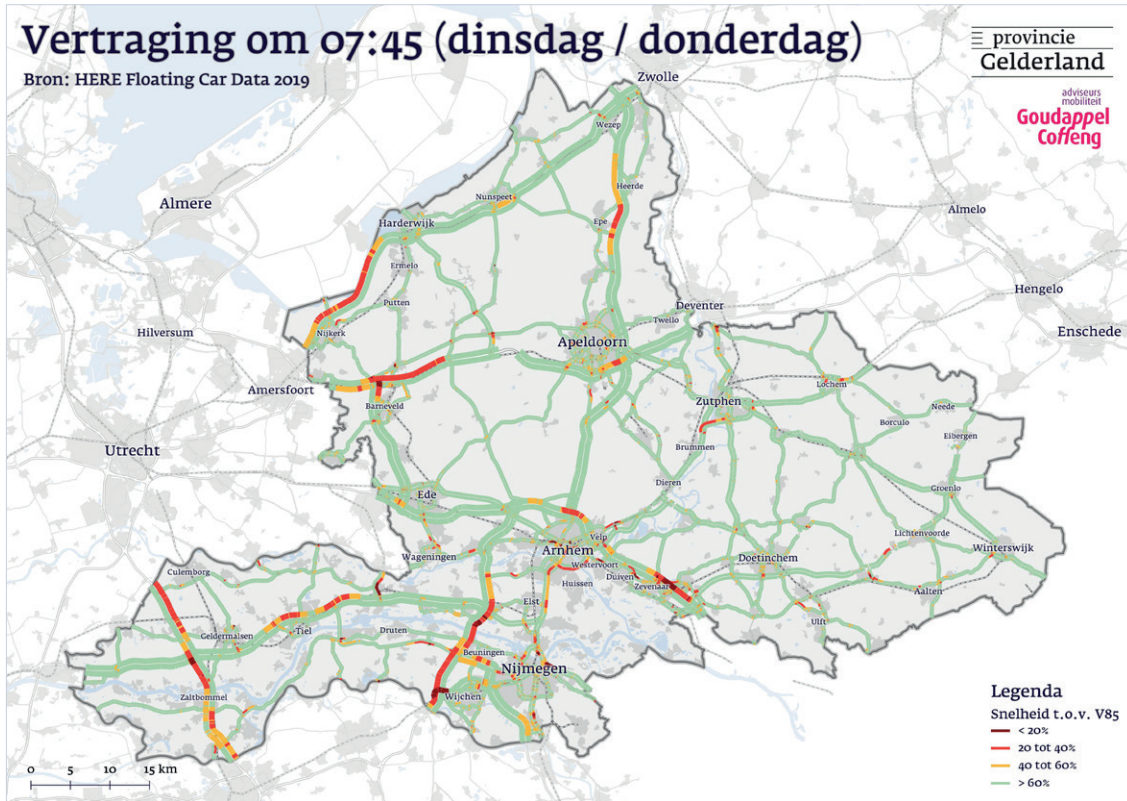 Vertraging om 07:45 (dinsdag / donderdag)
Bron: HERE Floating Car Data 2019
provincie
Gelderland
adviseurs
mobiliteit
Goudappel
Coffeng
Zwolle
Wezep
Heerde
Nunspeet
Almere
Harderwijk
Epe
Almelo
Ermelo
Putten
Hengelo
Deventer
Twello
Hilversum
Nijkerk
Enschede
Apeldoorn
Amersfoort
Lochem
Barneveld
Zutphen
Neede
Borculo
Eibergen
Utrecht
Brummen
Dieren
Groenlo
Ede
Velp
Lichtenvoorde
Arnhem
Wageningen
Doetinchem
Winterswijk
Westervoort
Culemborg
Duiven
Huissen
Zevenaar
Aalten
Elst
Ulft
Geldermalsen
Tiel
Druten
Beuningen
Nijmegen
Zaltbommel
Wijchen
Legenda
Snelheid t.o.v. V85
< 20%
20 tot 40%
40 tot 60%
> 60%
0 5 10 15 km